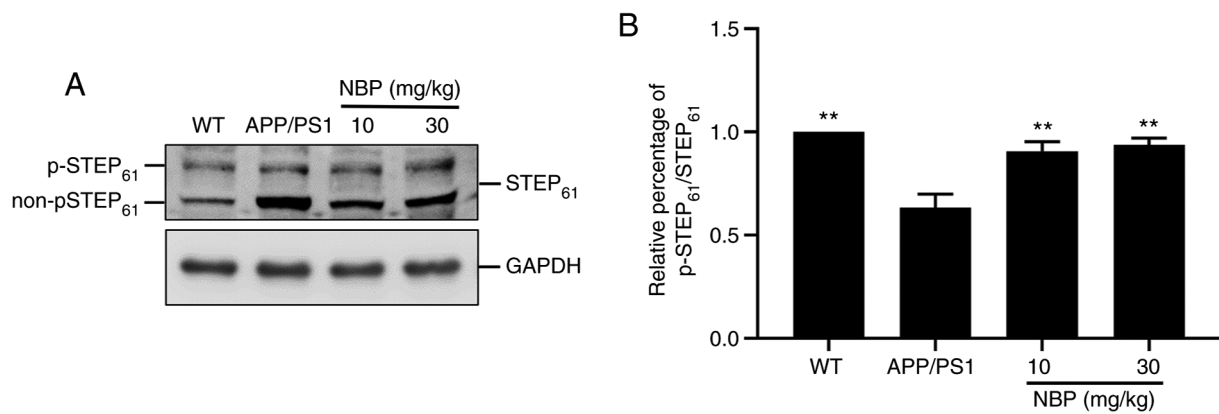 A
NBP (mg/kg)
WT APP/PS1 10 30
p-STEP61
non-pSTEP61
STEP61
GAPDH
B
Relative percentage of
p-STEP61/STEP61
1.5
1.0
0.5
0.0
** ** **
WT APP/PS1 10 30
NBP (mg/kg)